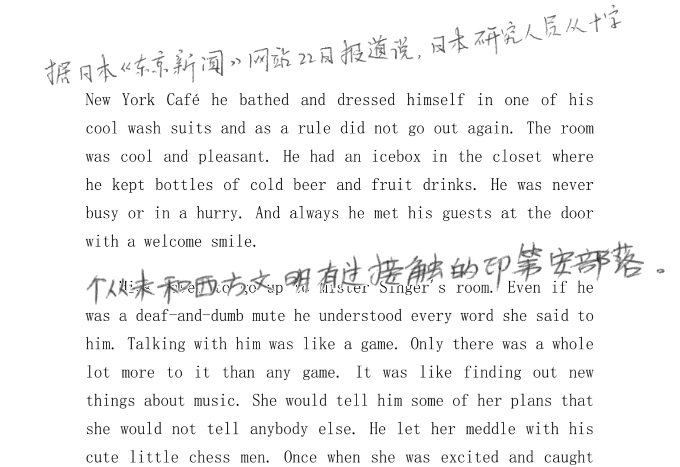 据日本《东京新闻》网站22日报道说，日本研究人员从十字
New York Café he bathed and dressed himself in one of his
cool wash suits and as a rule did not go out again. The room
was cool and pleasant. He had an icebox in the closet where
he kept bottles of cold beer and fruit drinks. He was never
busy or in a hurry. And always he met his guests at the door
with a welcome smile.
个从未和西方文明有过接触的印第安部落。
to go up to Mister Singer's room. Even if he
was a deaf-and-dumb mute he understood every word she said to
him. Talking with him was like a game. Only there was a whole
lot more to it than any game. It was like finding out new
things about music. She would tell him some of her plans that
she would not tell anybody else. He let her meddle with his
cute little chess men. Once when she was excited and caught